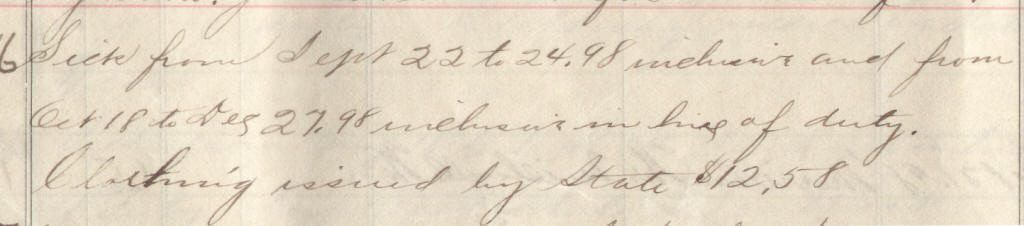 6 Sick from Sept 22 to 24.98 inclusive and from
Oct 18 to Dec 27.98 inclusive in line of duty.
Clothing issued by State $12,58